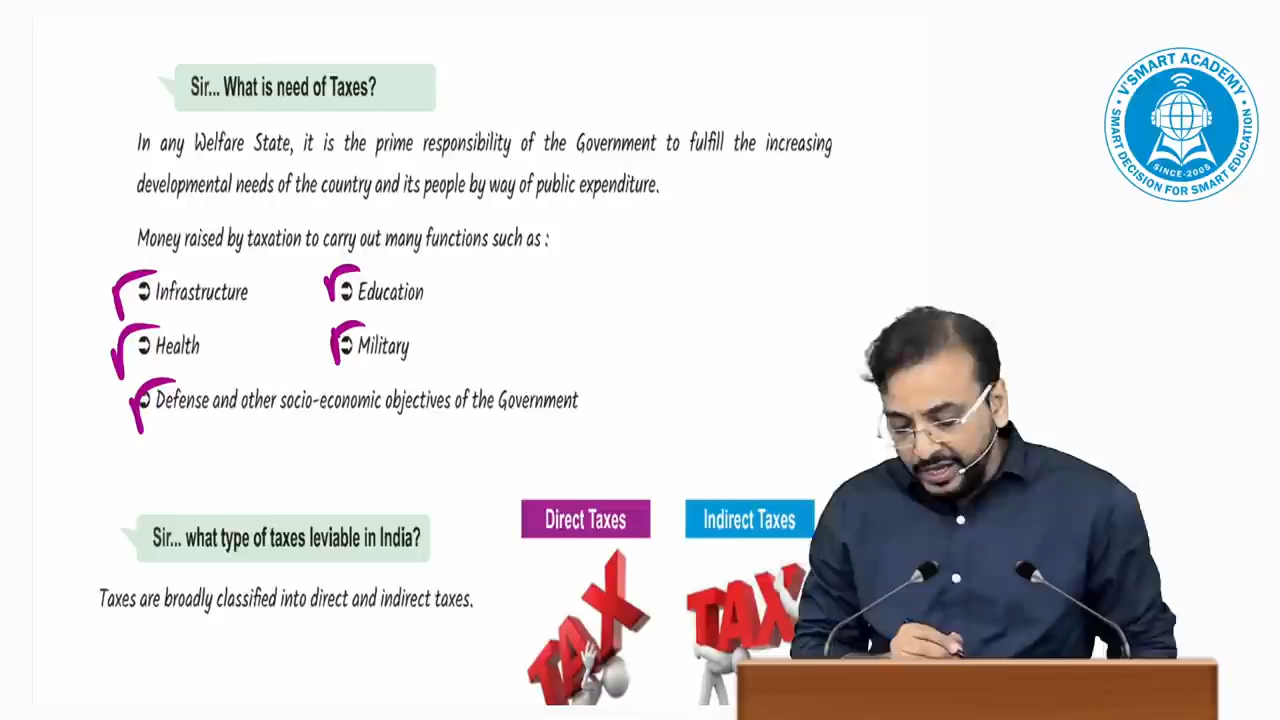 Sir... What is need of Taxes?
In any Welfare State, it is the prime responsibility of the Government to fulfill the increasing
developmental needs of the country and its people by way of public expenditure.
Money raised by taxation to carry out many functions such as :
Infrastructure
Education
Health
Military
Defense and other socio-economic objectives of the Government
Sir... what type of taxes leviable in India?
Taxes are broadly classified into direct and indirect taxes.
Direct Taxes
Indirect Taxes
TAX
TAX
V'SMART ACADEMY
SINCE-2005
SMART DECISION FOR SMART EDUCATION